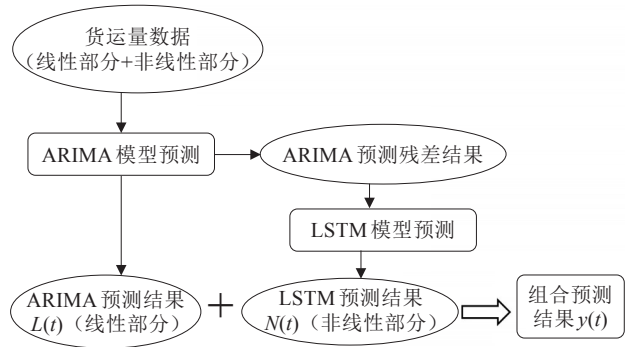 货运量数据
（线性部分+非线性部分）
ARIMA 模型预测
ARIMA 预测残差结果
LSTM 模型预测
ARIMA 预测结果
L(t)（线性部分）
+
LSTM 预测结果
N(t)（非线性部分）
组合预测
结果 y(t)